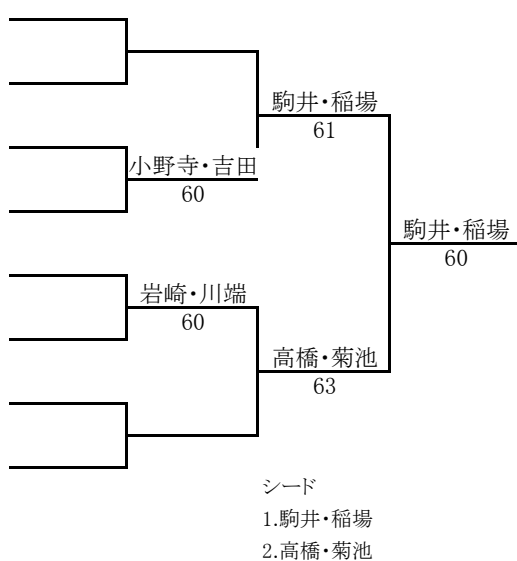 駒井・稲場
61
小野寺・吉田
60
駒井・稲場
60
岩崎・川端
60
高橋・菊池
63
シード
1.駒井・稲場
2.高橋・菊池